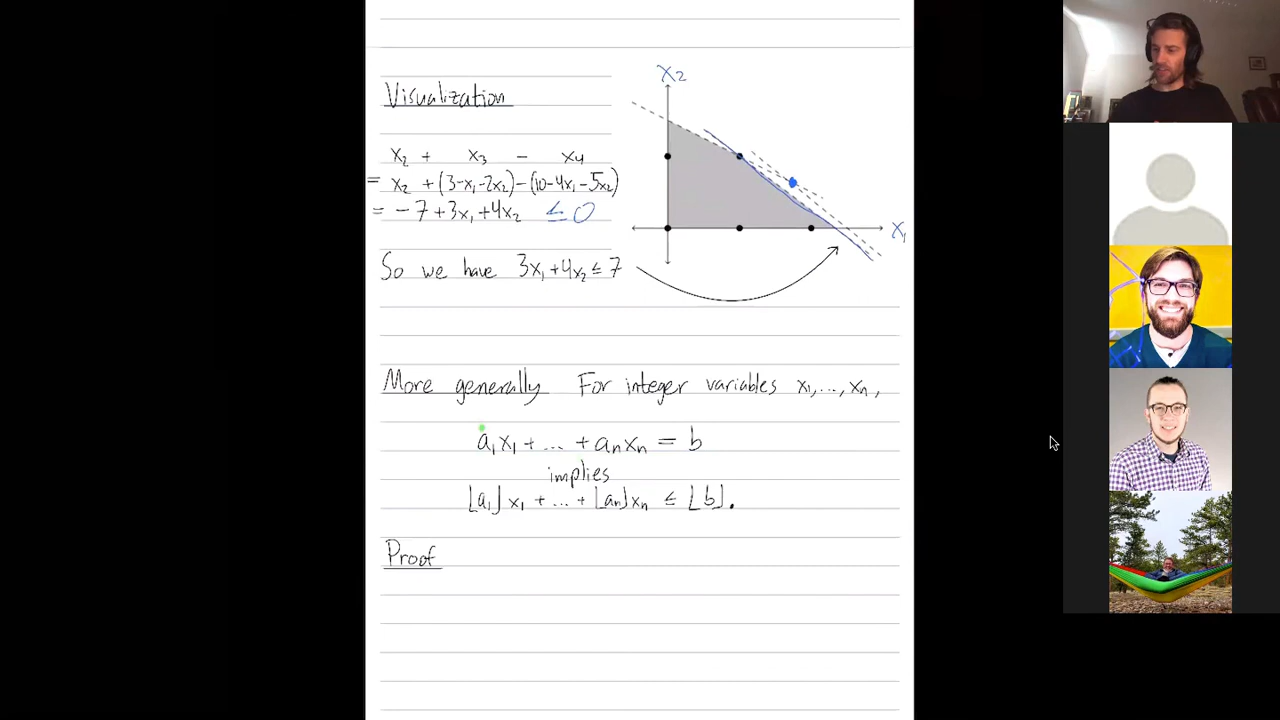 Visualization
X₂
x₂ + x₃ - x₄
= x₂ + (3-x₁-2x₂) - (10-4x₁-5x₂)
= -7+3x₁+4x₂ ≤0
X₁
So we have 3x₁+4x₂ ≤ 7
More generally For integer variables x₁,...,xₙ,
a₁x₁ + ... + aₙxₙ = b
implies
⌊a₁⌋x₁ + ... + ⌊aₙ⌋xₙ ≤ ⌊b⌋.
Proof